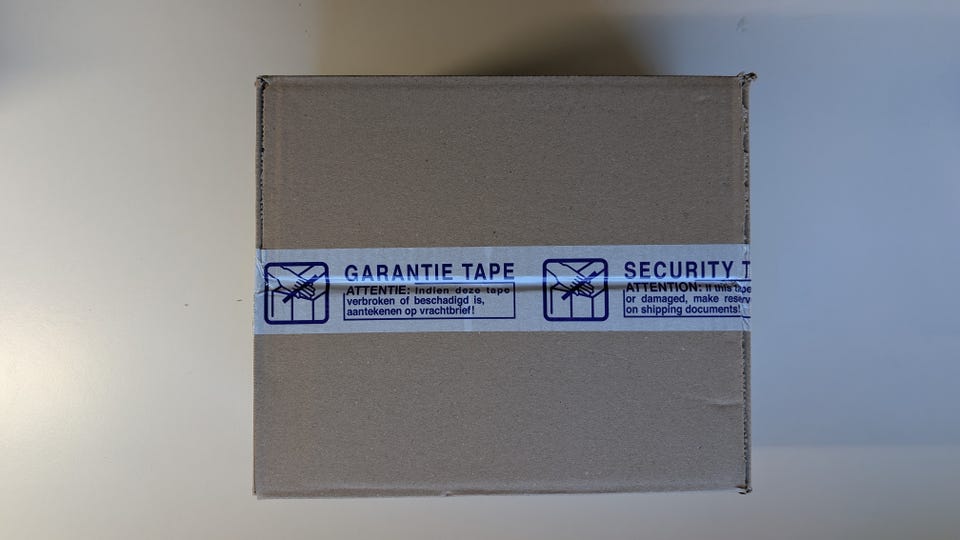 GARANTIE TAPE
ATTENTIE: Indien deze tape
verbroken of beschadigd is,
aantekenen op vrachtbrief!
SECURITY T
ATTENTION: If this tape
or damaged, make reserv
on shipping documents!